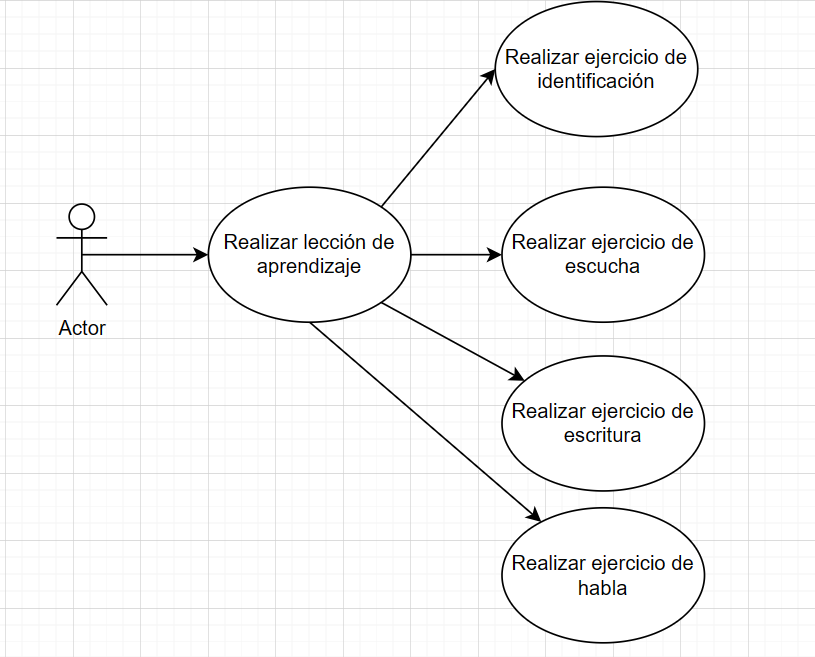 Realizar ejercicio de
identificación
Realizar lección de
aprendizaje
Realizar ejercicio de
escucha
Actor
Realizar ejercicio de
escritura
Realizar ejercicio de
habla